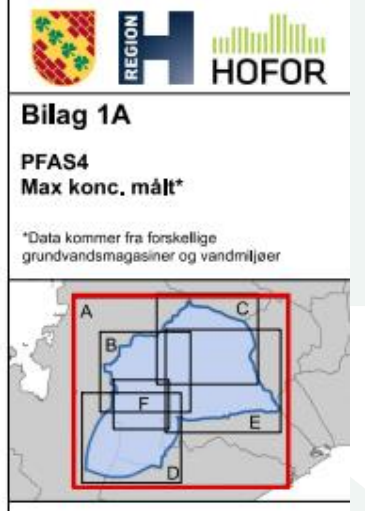 REGION H
HOFOR
Bilag 1A
PFAS4
Max konc. målt*
*Data kommer fra forskellige
grundvandsmagasiner og vandmiljøer
A
C
B
F
E
D